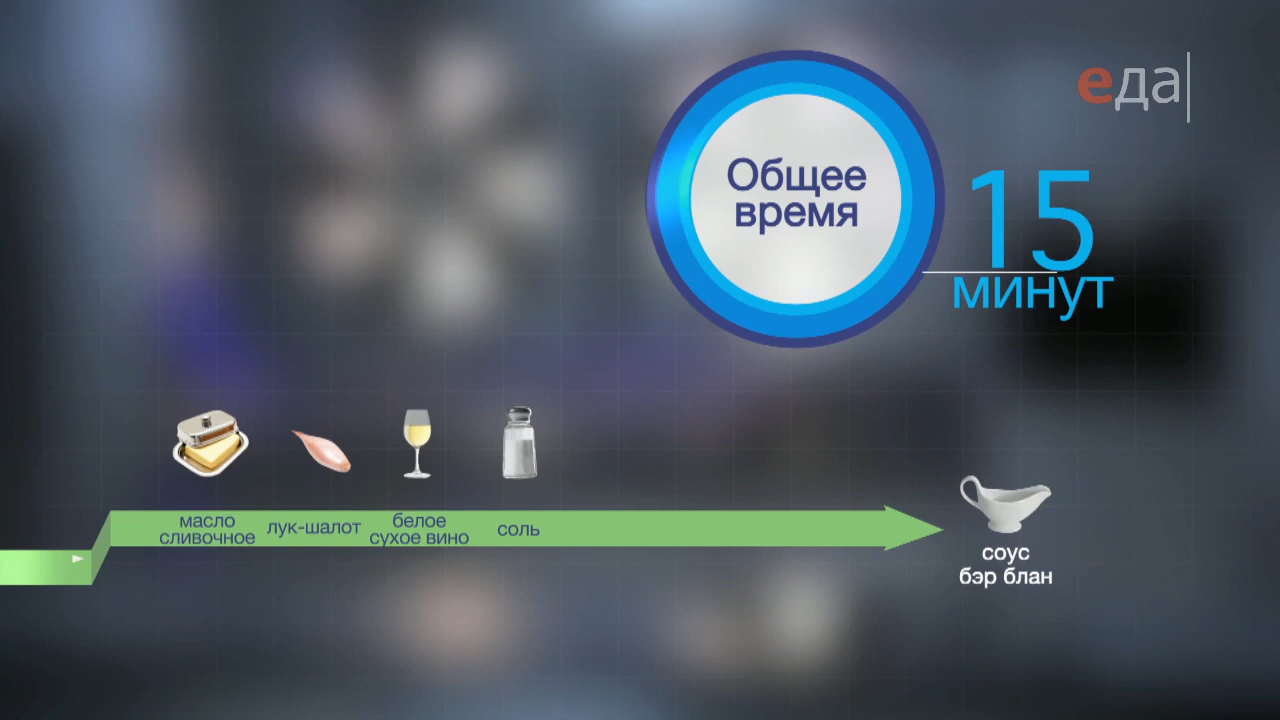 еда
Общее
время
15
минут
масло
сливочное
лук-шалот
белое
сухое вино
соль
соус
бэр блан